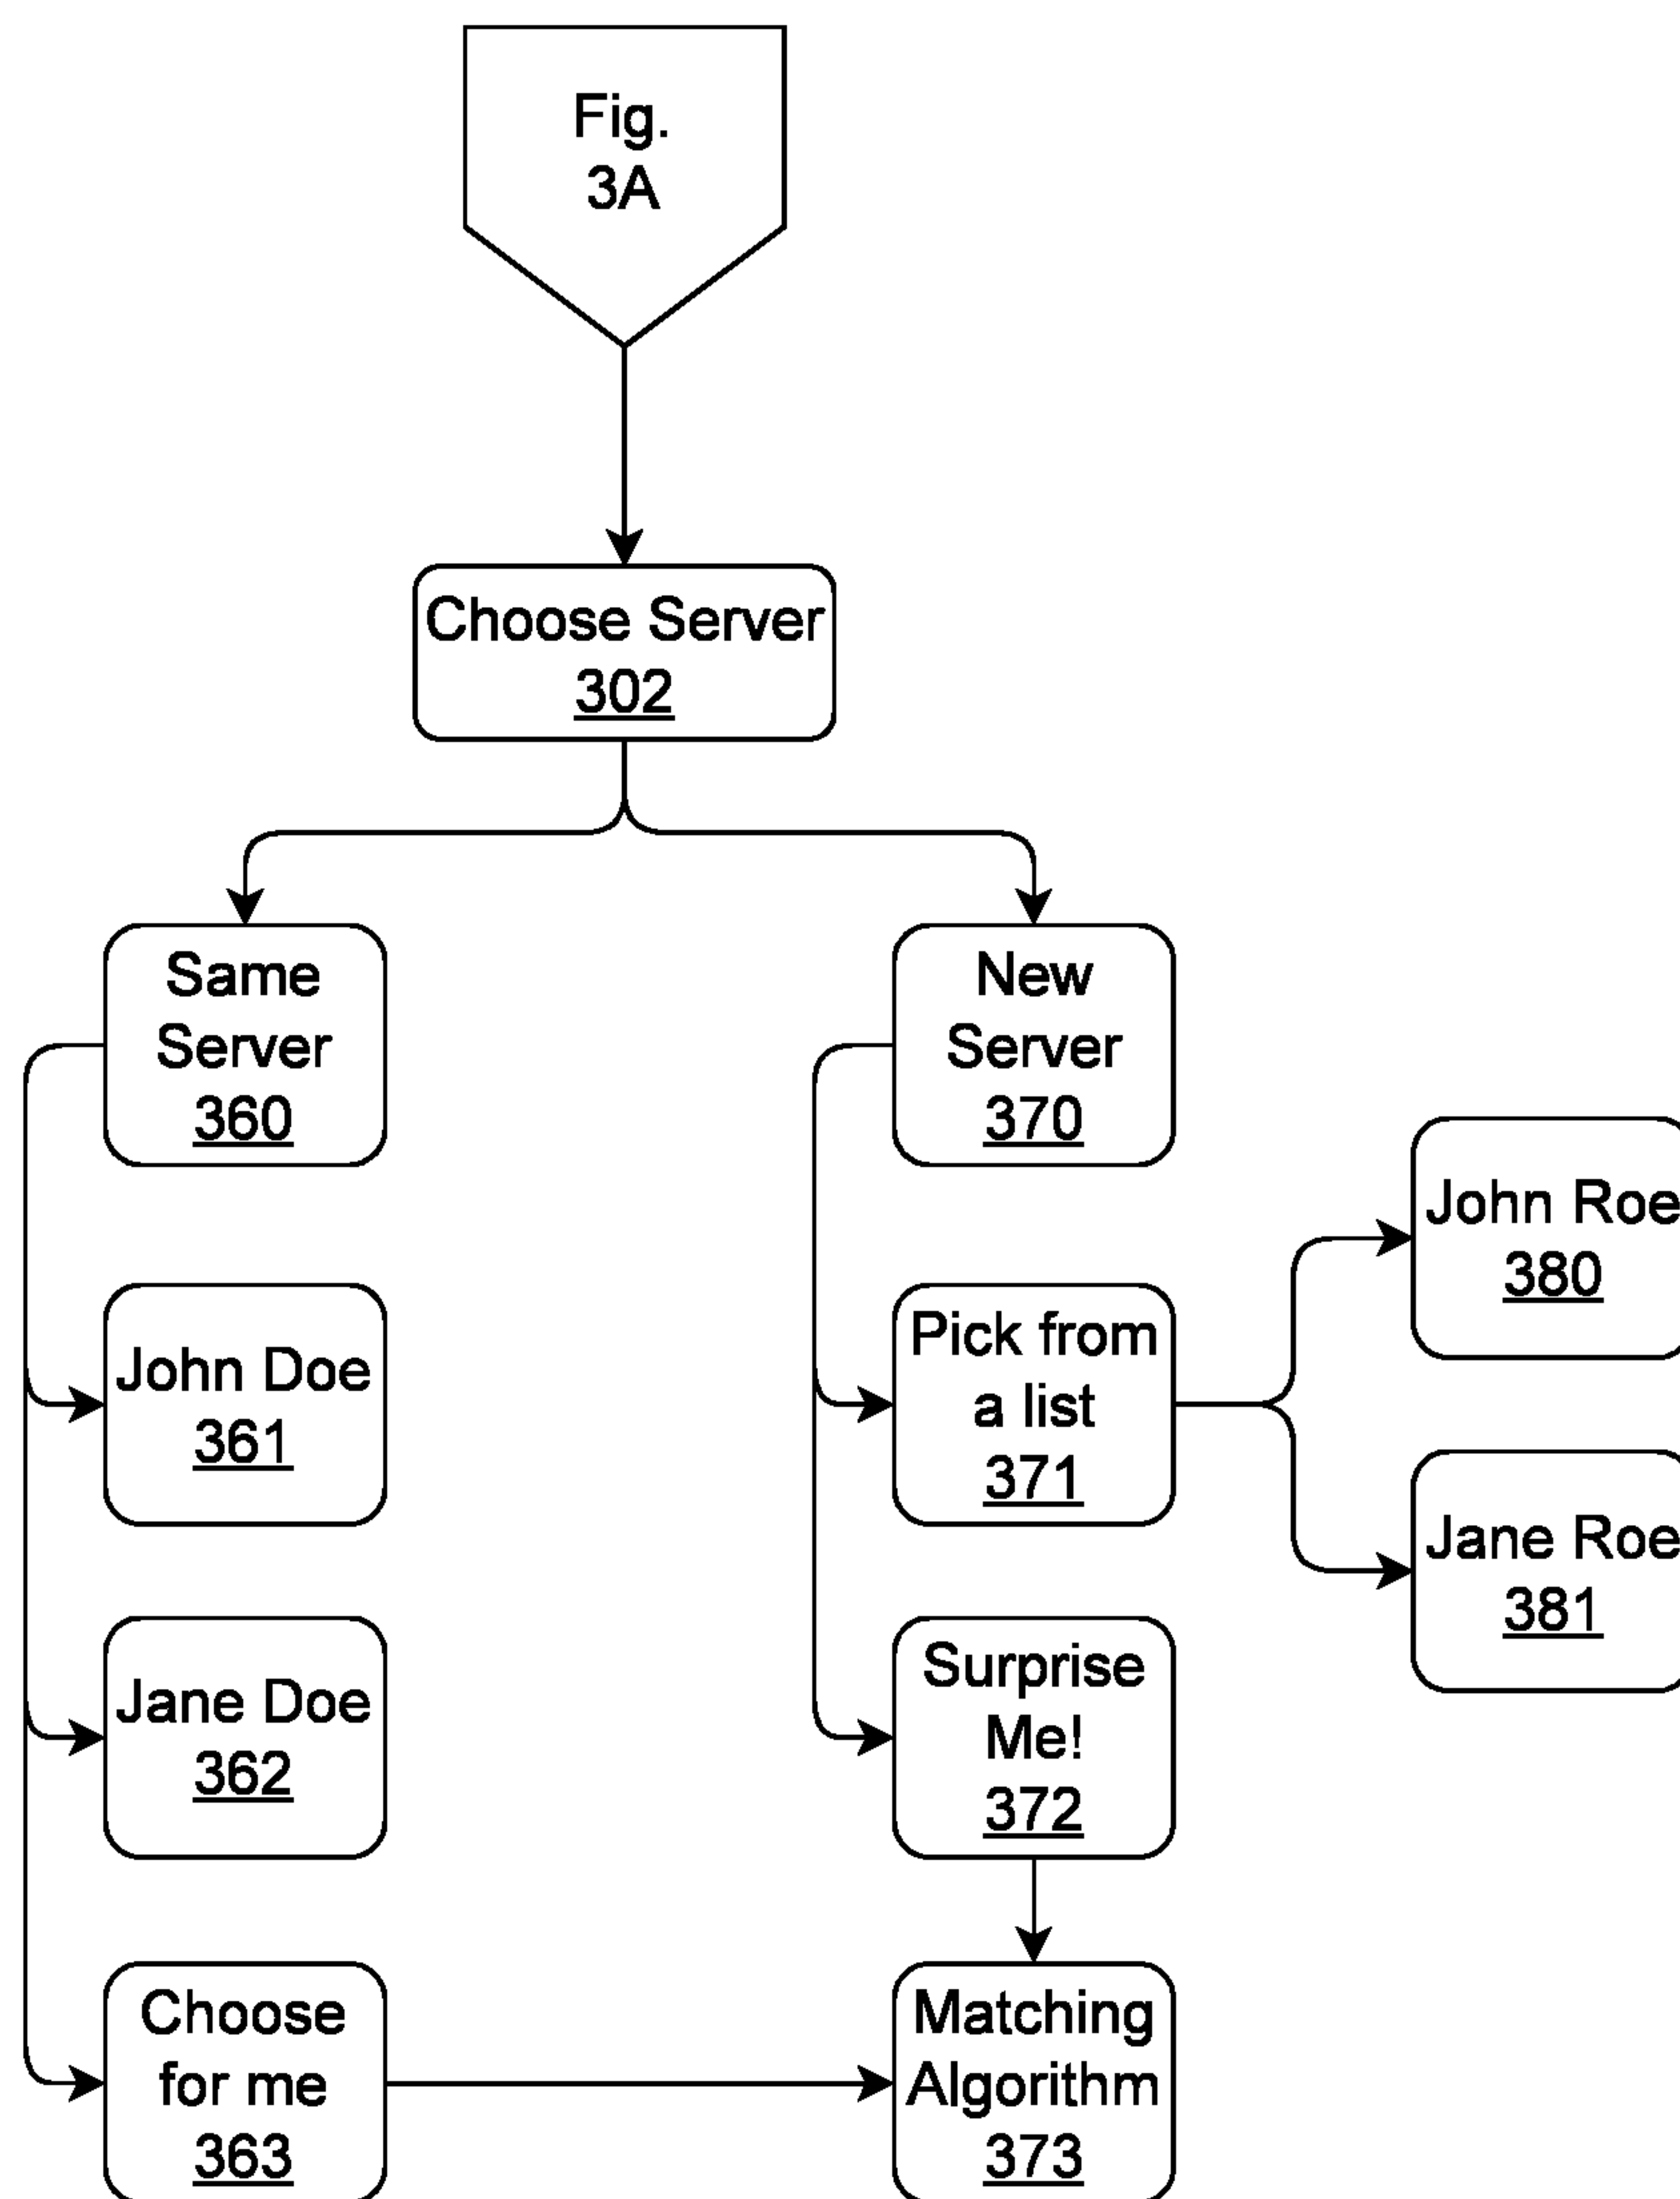 Fig.
3A
Choose Server
302
Same
Server
360
New
Server
370
John Roe
380
John Doe
361
Pick from
a list
371
Jane Roe
381
Jane Doe
362
Surprise
Me!
372
Choose
for me
363
Matching
Algorithm
373